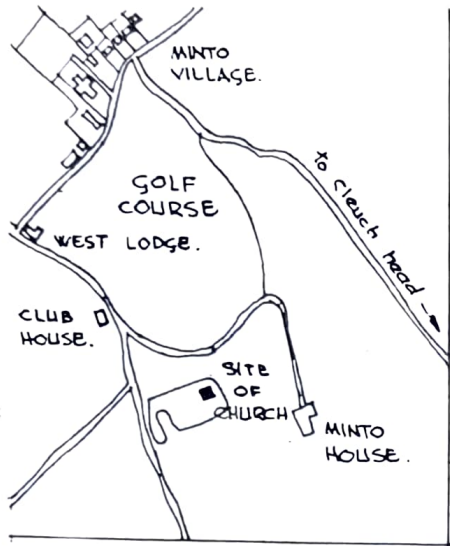 MINTO
VILLAGE.
to Cleuch head
GOLF
COURSE
WEST LODGE.
CLUB
HOUSE.
SITE
OF
CHURCH
MINTO
HOUSE.